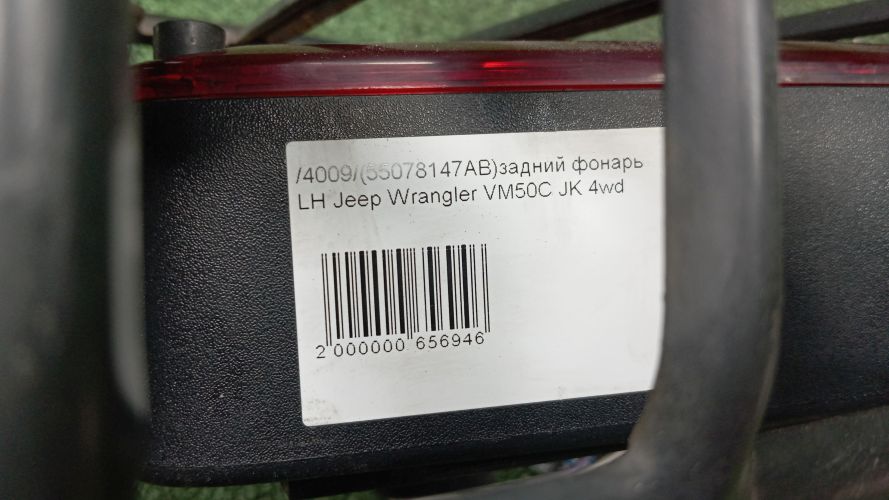 /4009/(55078147AB)задний фонарь
LH Jeep Wrangler VM50C JK 4wd
2 000000 656946